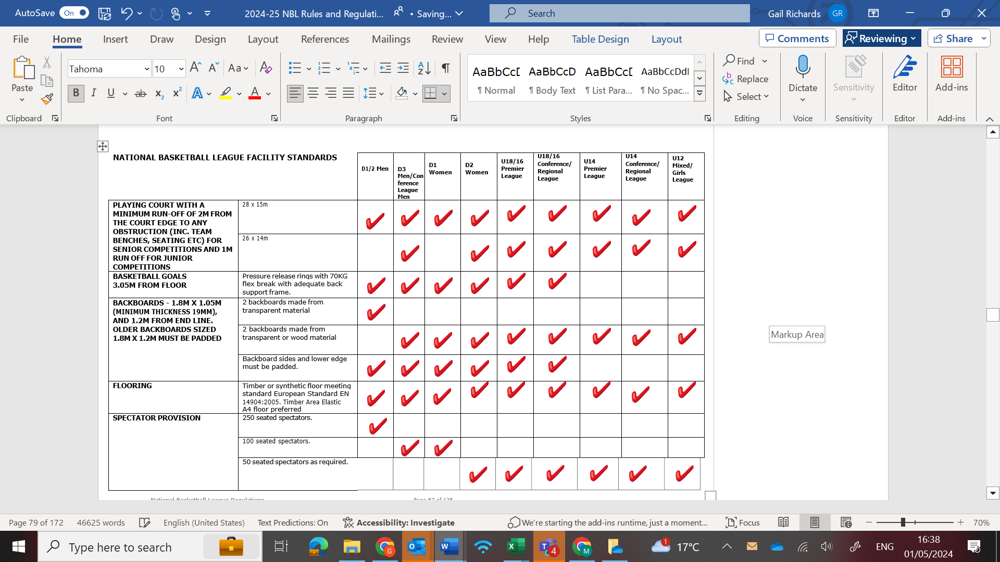 AutoSave On 2024-25 NBL Rules and Regulati... • Saving... Search Gail Richards GR
File Home Insert Draw Design Layout References Mailings Review View Help Table Design Layout Comments Reviewing Share
Paste Tahoma 10 Aa AaBbCcD AaBbCcD AaBbCcD AaBbCcDd Find Replace Select Dictate Sensitivity Editor Add-ins
¶ Normal ¶ Body Text ¶ List Para... ¶ No Spac...
Clipboard Font Paragraph Styles Editing Voice Sensitivity Editor Add-ins
NATIONAL BASKETBALL LEAGUE FACILITY STANDARDS
D1/2 Men
D3
Men/Con
ference
League
Men
D1
Women
D2
Women
U18/16
Premier
League
U18/16
Conference/
Regional
League
U14
Premier
League
U14
Conference/
Regional
League
U12
Mixed/
Girls
League
PLAYING COURT WITH A
MINIMUM RUN-OFF OF 2M FROM
THE COURT EDGE TO ANY
OBSTRUCTION (INC. TEAM
BENCHES, SEATING ETC) FOR
SENIOR COMPETITIONS AND 1M
RUN OFF FOR JUNIOR
COMPETITIONS
28 x 15m
26 x 14m
BASKETBALL GOALS
3.05M FROM FLOOR
Pressure release rings with 70KG
flex break with adequate back
support frame.
BACKBOARDS - 1.8M X 1.05M
(MINIMUM THICKNESS 19MM),
AND 1.2M FROM END LINE.
OLDER BACKBOARDS SIZED
1.8M X 1.2M MUST BE PADDED
2 backboards made from
transparent material
2 backboards made from
transparent or wood material
Backboard sides and lower edge
must be padded.
FLOORING
Timber or synthetic floor meeting
standard European Standard EN
14904:2005. Timber Area Elastic
A4 floor preferred
SPECTATOR PROVISION
250 seated spectators.
100 seated spectators.
50 seated spectators as required.
Markup Area
National Basketball League Regulations Page 87 of 128
Page 79 of 172 46625 words English (United States) Text Predictions: On Accessibility: Investigate We're starting the add-ins runtime, just a moment... Focus 70%
Type here to search 4 1 17°C ENG
16:38
01/05/2024